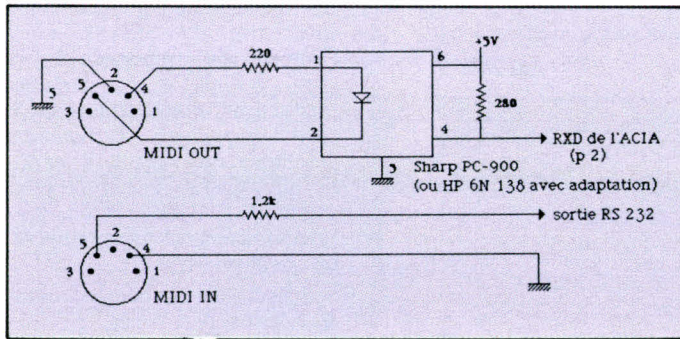 220
+5V
1
6
2
5
4
5
3
1
280
2
4
MIDI OUT
RXD de l'ACIA
(p 2)
5
Sharp PC-900
(ou HP 6N 138 avec adaptation)
1,2k
sortie RS 232
2
5
4
3
1
MIDI IN